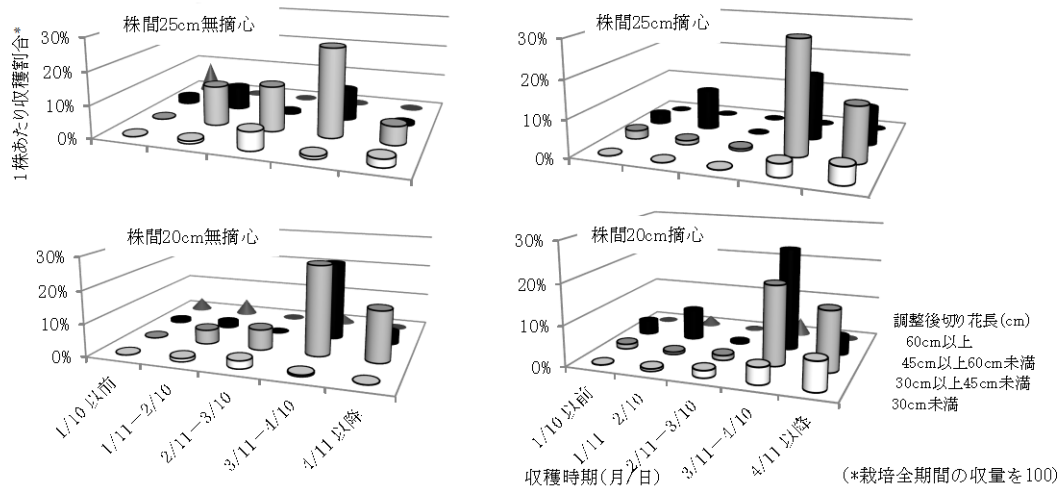 株間25cm無摘心
株間25cm摘心
1株あたり収穫割合*
30%
20%
10%
0%
30%
20%
10%
0%
株間20cm無摘心
株間20cm摘心
30%
20%
10%
0%
30%
20%
10%
0%
1/10 以前
1/11－2/10
2/11－3/10
3/11－4/10
4/11 以降
1/10 以前
1/11 2/10
2/11－3/10
3/11－4/10
4/11 以降
調整後切り花長(cm)
60cm以上
45cm以上60cm未満
30cm以上45cm未満
30cm未満
収穫時期(月/日)
(*栽培全期間の収量を100)